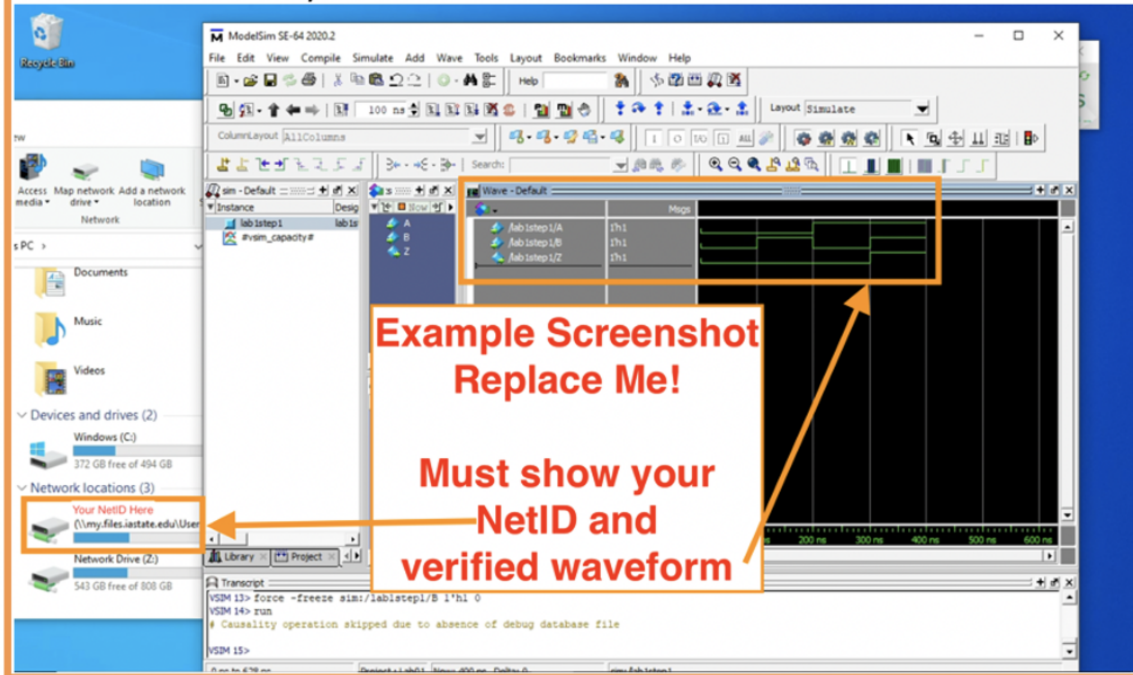 Recycle Bin
ModelSim SE-64 2020.2
File Edit View Compile Simulate Add Wave Tools Layout Bookmarks Window Help
Help
100 ns
Layout Simulate
ColumnLayout AllColumns
Search:
Access media
Map network drive
Add a network location
Network
sim - Default
Wave - Default
Instance
Desig
Now
Msgs
lab1step1
lab1s
#vsim_capacity#
A
B
Z
/lab1step1/A 1'h1
/lab1step1/B 1'h1
/lab1step1/Z 1'h1
PC >
Documents
Music
Videos
Devices and drives (2)
Windows (C:)
372 GB free of 494 GB
Network locations (3)
Your NetID Here
(\\my.files.iastate.edu\User
Network Drive (Z:)
543 GB free of 808 GB
Example Screenshot
Replace Me!
Must show your
NetID and
verified waveform
ns 200 ns 300 ns 400 ns 500 ns 600 ns
Library
Project
Transcript
VSIM 13> force -freeze sim:/lab1step1/B 1'h1 0
VSIM 14> run
# Causality operation skipped due to absence of debug database file
VSIM 15>